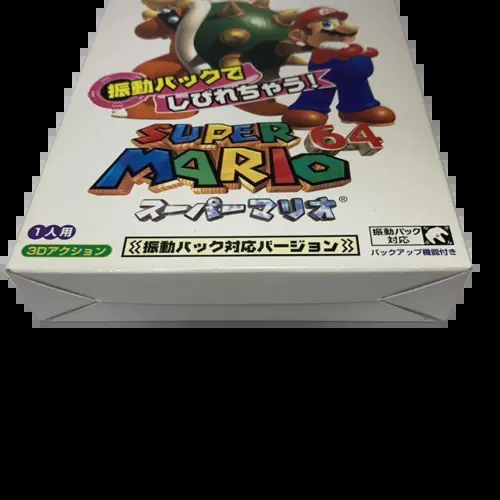 振動パックで
しびれちゃう!
SUPER
MARIO 64
スーパーマリオ®
1人用
3Dアクション
振動パック対応バージョン
振動パック
対応
バックアップ機能付き